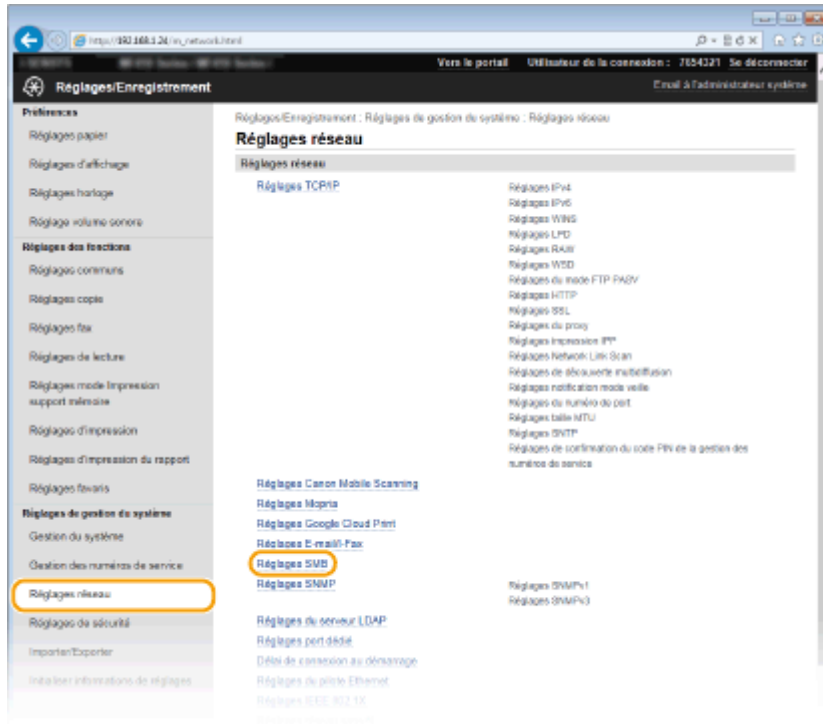 http://192.168.1.24/m_network.html
Vers le portail Utilisateur de la connexion : 7654321 Se déconnecter
Réglages/Enregistrement
Email à l'administrateur système
Préférences
Réglages papier
Réglages d'affichage
Réglages horloge
Réglage volume sonore
Réglages des fonctions
Réglages communs
Réglages copie
Réglages fax
Réglages de lecture
Réglages mode Impression
support mémoire
Réglages d'impression
Réglages d'impression du rapport
Réglages favoris
Réglages de gestion du système
Gestion du système
Gestion des numéros de service
Réglages réseau
Réglages de sécurité
Importer/Exporter
Initialiser informations de réglages
Réglages/Enregistrement : Réglages de gestion du système : Réglages réseau
Réglages réseau
Réglages réseau
Réglages TCP/IP
Réglages IPv4
Réglages IPv6
Réglages WINS
Réglages LPD
Réglages RAW
Réglages WSD
Réglages du mode FTP PASV
Réglages HTTP
Réglages SSL
Réglages du proxy
Réglages impression IPP
Réglages Network Link Scan
Réglages de découverte multidiffusion
Réglages notification mode veille
Réglages du numéro de port
Réglages taille MTU
Réglages SNTP
Réglages de confirmation du code PIN de la gestion des
numéros de service
Réglages Canon Mobile Scanning
Réglages Mopria
Réglages Google Cloud Print
Réglages E-mail/I-Fax
Réglages SMB
Réglages SNMP
Réglages SNMPv1
Réglages SNMPv3
Réglages du serveur LDAP
Réglages port dédié
Délai de connexion au démarrage
Réglages du pilote Ethernet
Réglages IEEE 802.1X